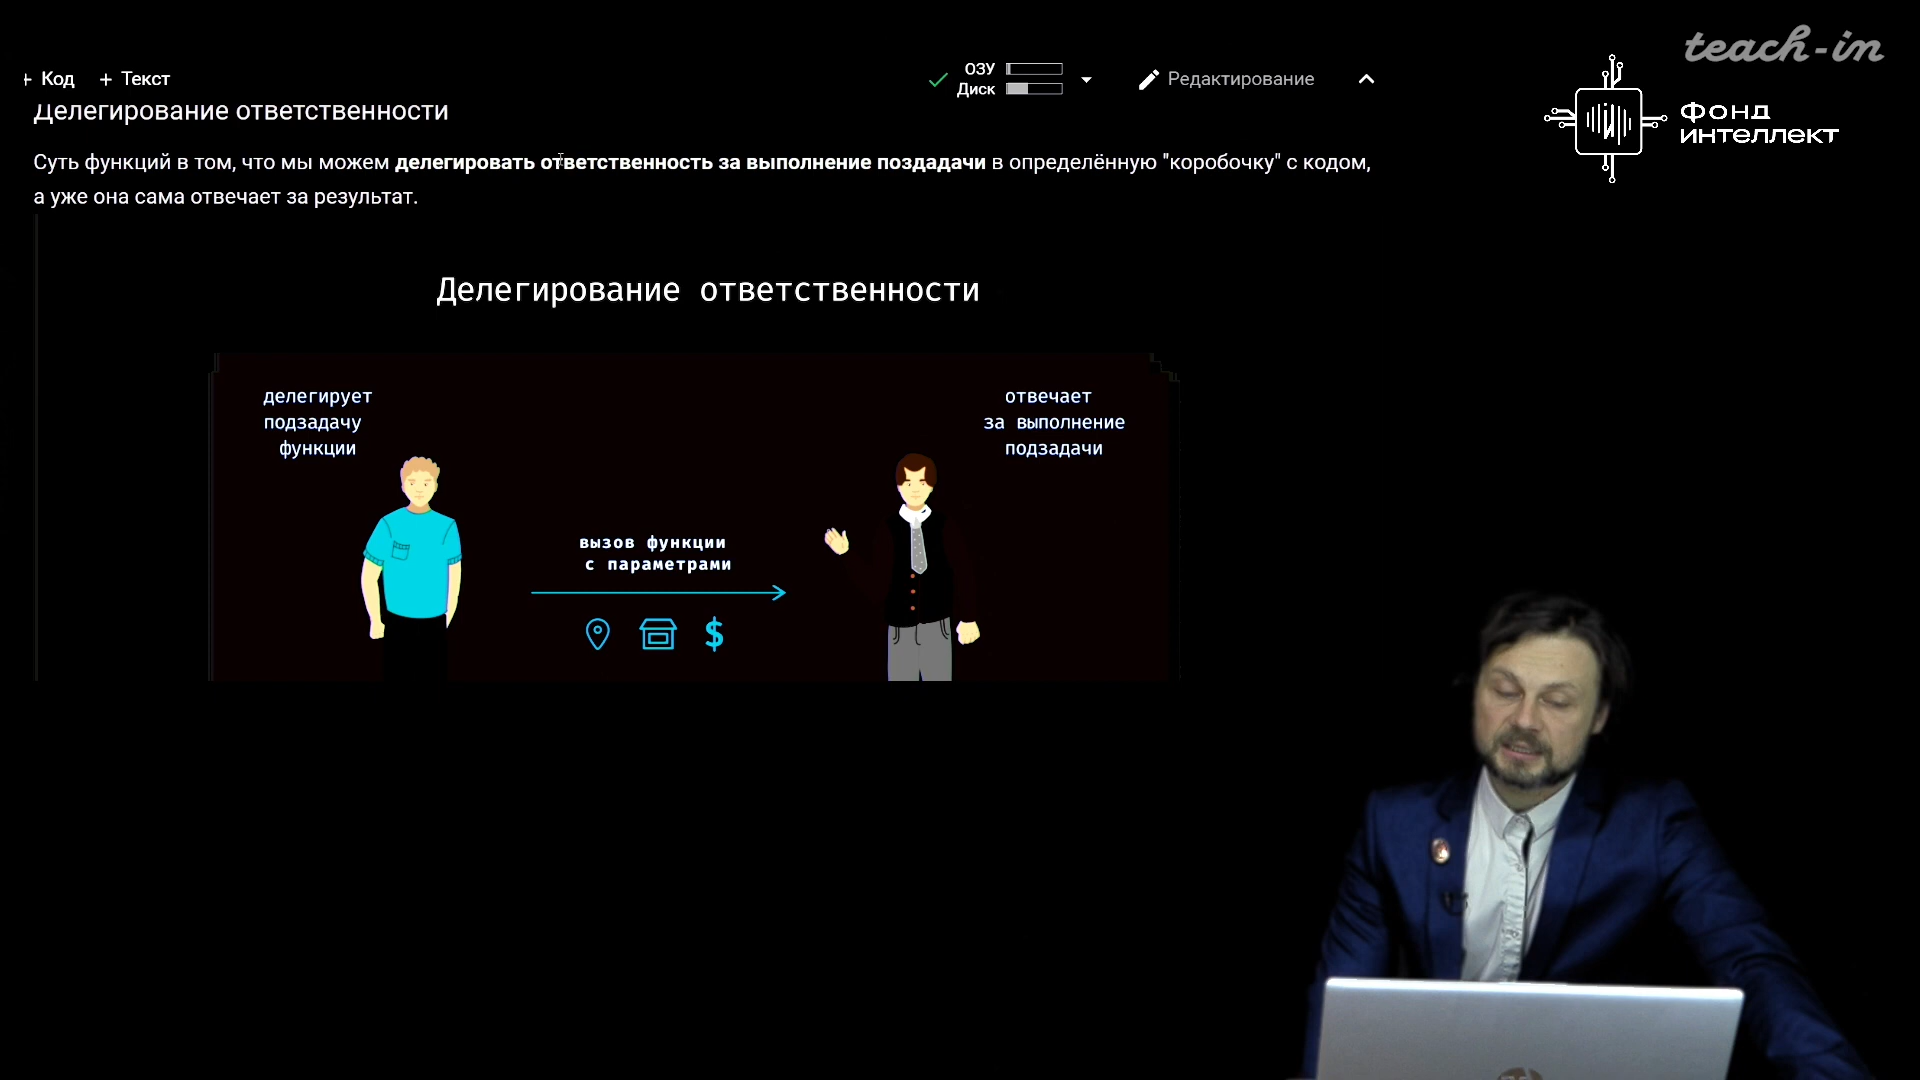 teach-in
+ Код + Текст
ОЗУ
Диск
Редактирование
Делегирование ответственности
Фонд
интеллект
Суть функций в том, что мы можем делегировать ответственность за выполнение поздадачи в определённую "коробочку" с кодом,
а уже она сама отвечает за результат.
Делегирование ответственности
делегирует
подзадачу
функции
отвечает
за выполнение
подзадачи
вызов функции
с параметрами
$